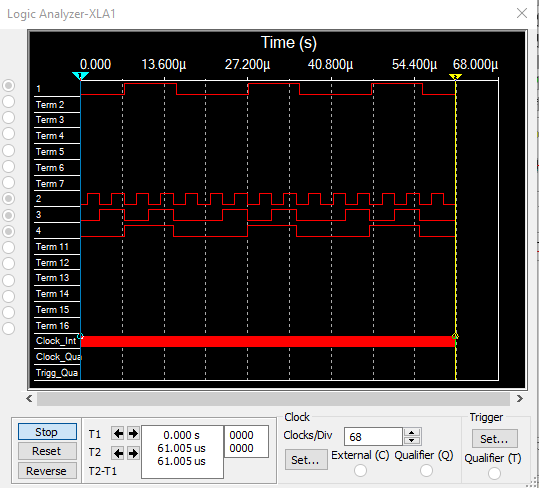 Logic Analyzer-XLA1
Time (s)
0.000 13.600µ 27.200µ 40.800µ 54.400µ 68.000µ
1
Term 2
Term 3
Term 4
Term 5
Term 6
Term 7
2
3
4
Term 11
Term 12
Term 13
Term 14
Term 15
Term 16
Clock_Int
Clock_Qua
Trigg_Qua
Stop
Reset
Reverse
T1
T2
T2-T1
0.000 s
61.005 us
61.005 us
0000
0000
Clock
Clocks/Div 68
Set... External (C) Qualifier (Q)
Trigger
Set...
Qualifier (T)